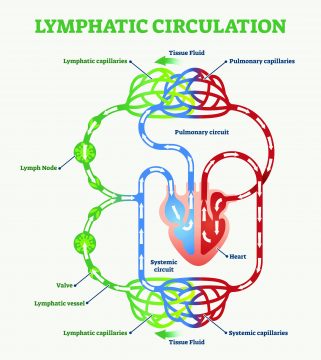 LYMPHATIC CIRCULATION
Tissue Fluid
Lymphatic capillaries
Pulmonary capillaries
Pulmonary circuit
Lymph Node
Heart
Systemic
circuit
Valve
Lymphatic vessel
Lymphatic capillaries
Systemic capillaries
Tissue Fluid